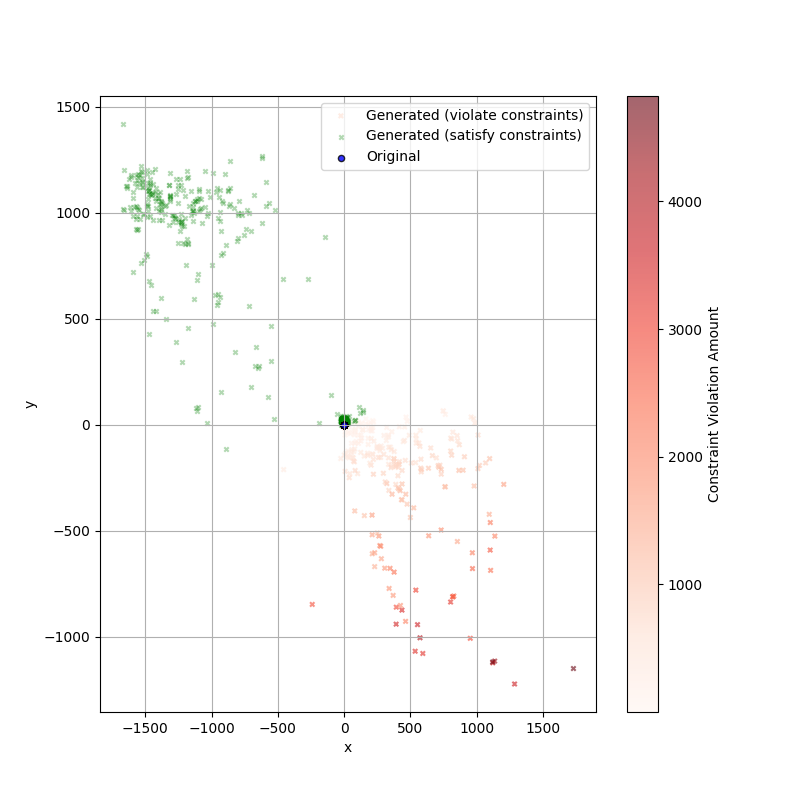 Generated (violate constraints)
Generated (satisfy constraints)
Original
1500
1000
500
0
−500
−1000
y
−1500
−1000
−500
0
500
1000
1500
x
4000
3000
2000
1000
Constraint Violation Amount